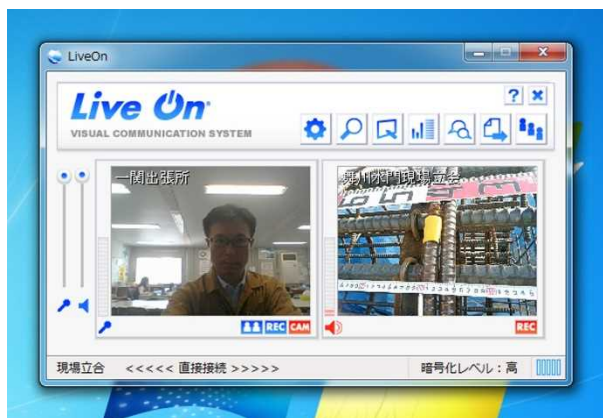 LiveOn
Live On
VISUAL COMMUNICATION SYSTEM
?
一関出張所
REC CAM
REC
現場立合 <<<<< 直接接続 >>>>> 暗号化レベル：高